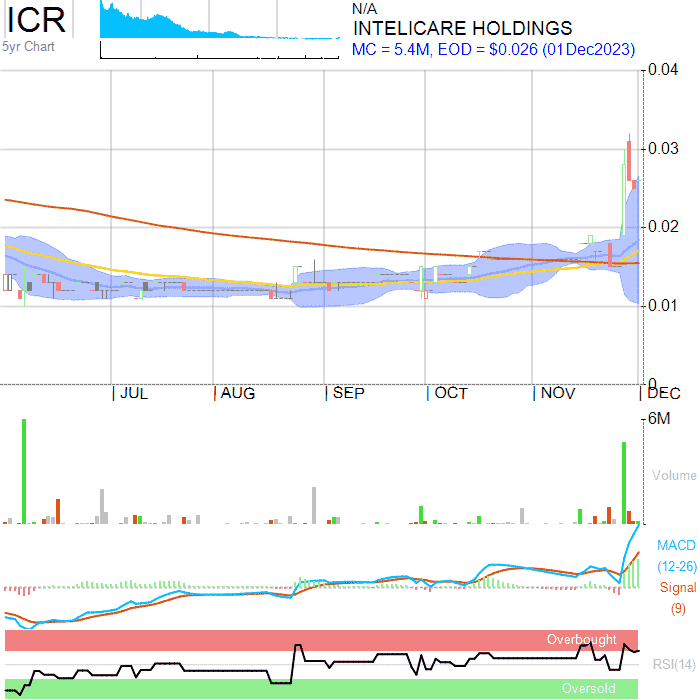 ICR
5yr Chart
N/A
INTELICARE HOLDINGS
MC = 5.4M, EOD = $0.026 (01Dec2023)
0.04
0.03
0.02
0.01
0
JUL AUG SEP OCT NOV DEC
6M
Volume
MACD
(12-26)
Signal
(9)
Overbought
RSI(14)
Oversold